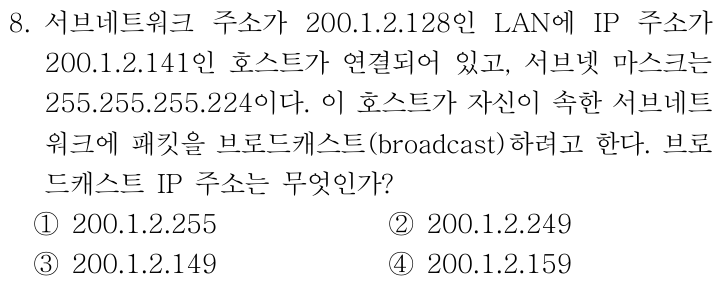 8. 서브네트워크 주소가 200.1.2.128인 LAN에 IP 주소가
200.1.2.141인 호스트가 연결되어 있고, 서브넷 마스크는
255.255.255.224이다. 이 호스트가 자신이 속한 서브네트
워크에 패킷을 브로드캐스트(broadcast)하려고 한다. 브로
드캐스트 IP 주소는 무엇인가?
① 200.1.2.255 ② 200.1.2.249
③ 200.1.2.149 ④ 200.1.2.159